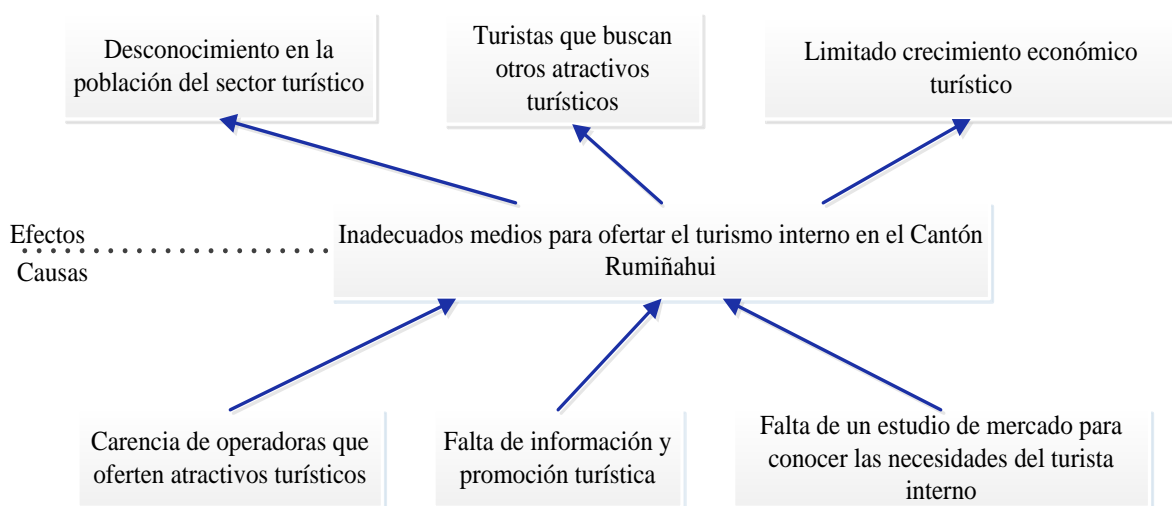 Desconocimiento en la
población del sector turístico
Turistas que buscan
otros atractivos
turísticos
Limitado crecimiento económico
turístico
Efectos
Causas
Inadecuados medios para ofertar el turismo interno en el Cantón
Rumiñahui
Carencia de operadoras que
oferten atractivos turísticos
Falta de información y
promoción turística
Falta de un estudio de mercado para
conocer las necesidades del turista
interno